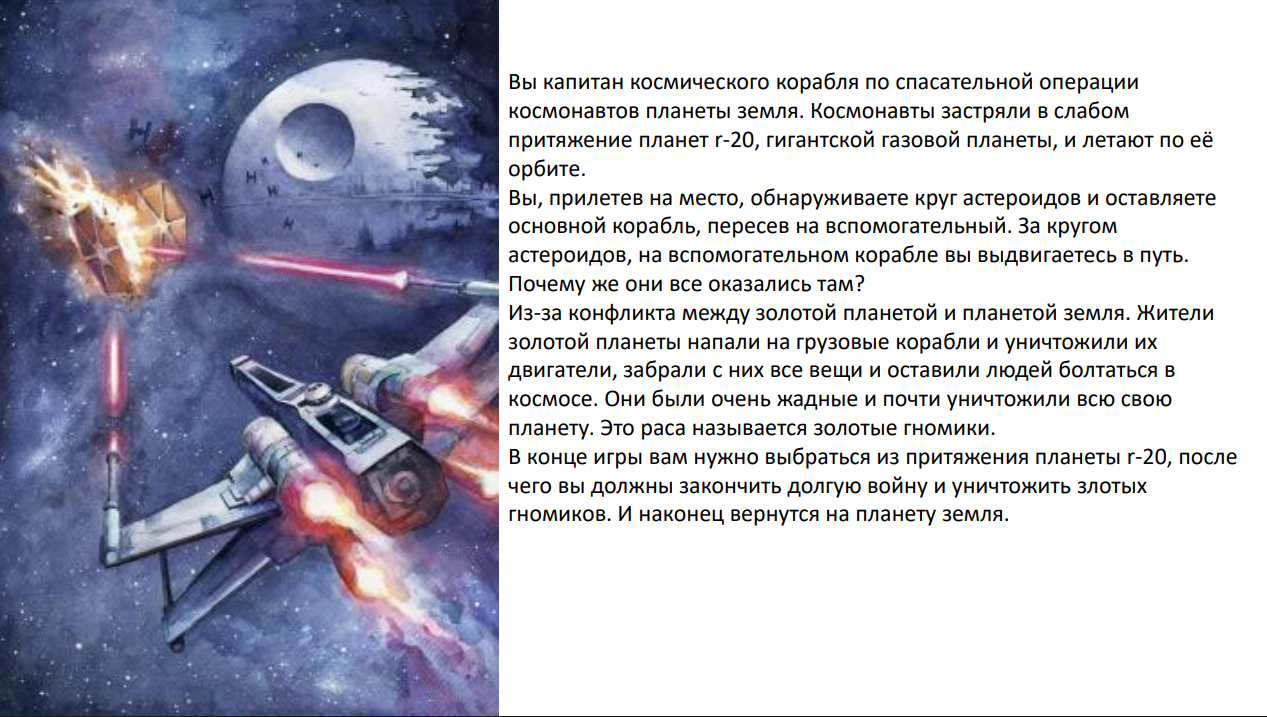 Вы капитан космического корабля по спасательной операции
космонавтов планеты земля. Космонавты застряли в слабом
притяжение планет r-20, гигантской газовой планеты, и летают по её
орбите.
Вы, прилетев на место, обнаруживаете круг астероидов и оставляете
основной корабль, пересев на вспомогательный. За кругом
астероидов, на вспомогательном корабле вы выдвигаетесь в путь.
Почему же они все оказались там?
Из-за конфликта между золотой планетой и планетой земля. Жители
золотой планеты напали на грузовые корабли и уничтожили их
двигатели, забрали с них все вещи и оставили людей болтаться в
космосе. Они были очень жадные и почти уничтожили всю свою
планету. Это раса называется золотые гномики.
В конце игры вам нужно выбраться из притяжения планеты r-20, после
чего вы должны закончить долгую войну и уничтожить злотых
гномиков. И наконец вернутся на планету земля.